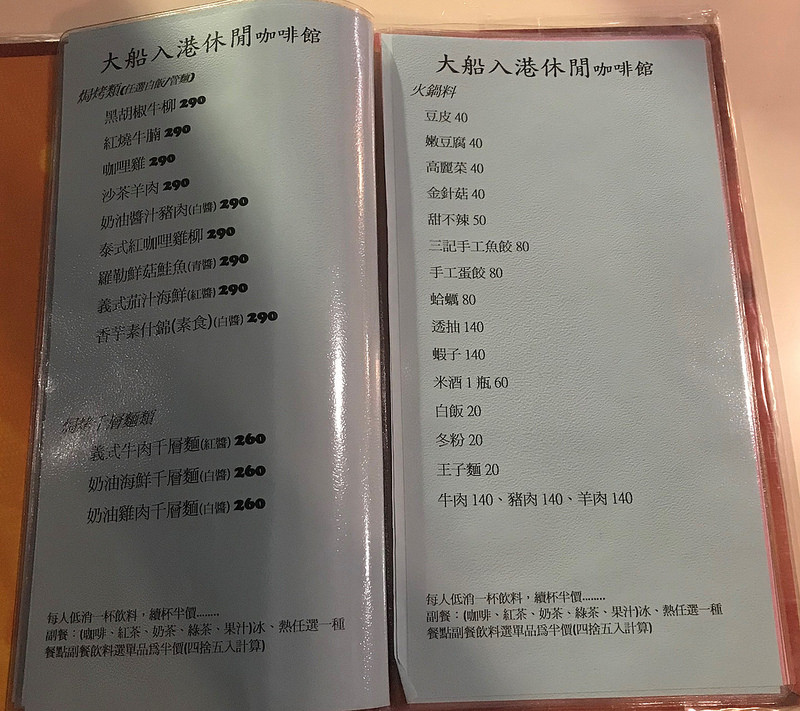 大船入港休閒咖啡館
焗烤類(任選白飯/管麵)
黑胡椒牛柳 290
紅燒牛腩 290
咖哩雞 290
沙茶羊肉 290
奶油醬汁豬肉(白醬) 290
泰式紅咖哩雞柳 290
羅勒鮮菇鮭魚(青醬) 290
義式茄汁海鮮(紅醬) 290
香芋素什錦(素食)(白醬) 290
焗烤千層麵類
義式牛肉千層麵(紅醬) 260
奶油海鮮千層麵(白醬) 260
奶油雞肉千層麵(白醬) 260
每人低消一杯飲料，續杯半價........
副餐：(咖啡、紅茶、奶茶、綠茶、果汁)冰、熱任選一種
餐點副餐飲料選單品爲半價(四捨五入計算)
大船入港休閒咖啡館
火鍋料
豆皮 40
嫩豆腐 40
高麗菜 40
金針菇 40
甜不辣 50
三記手工魚餃 80
手工蛋餃 80
蛤蠣 80
透抽 140
蝦子 140
米酒 1 瓶 60
白飯 20
冬粉 20
王子麵 20
牛肉 140、豬肉 140、羊肉 140
每人低消一杯飲料，續杯半價........
副餐：(咖啡、紅茶、奶茶、綠茶、果汁)冰、熱任選一種
餐點副餐飲料選單品爲半價(四捨五入計算)